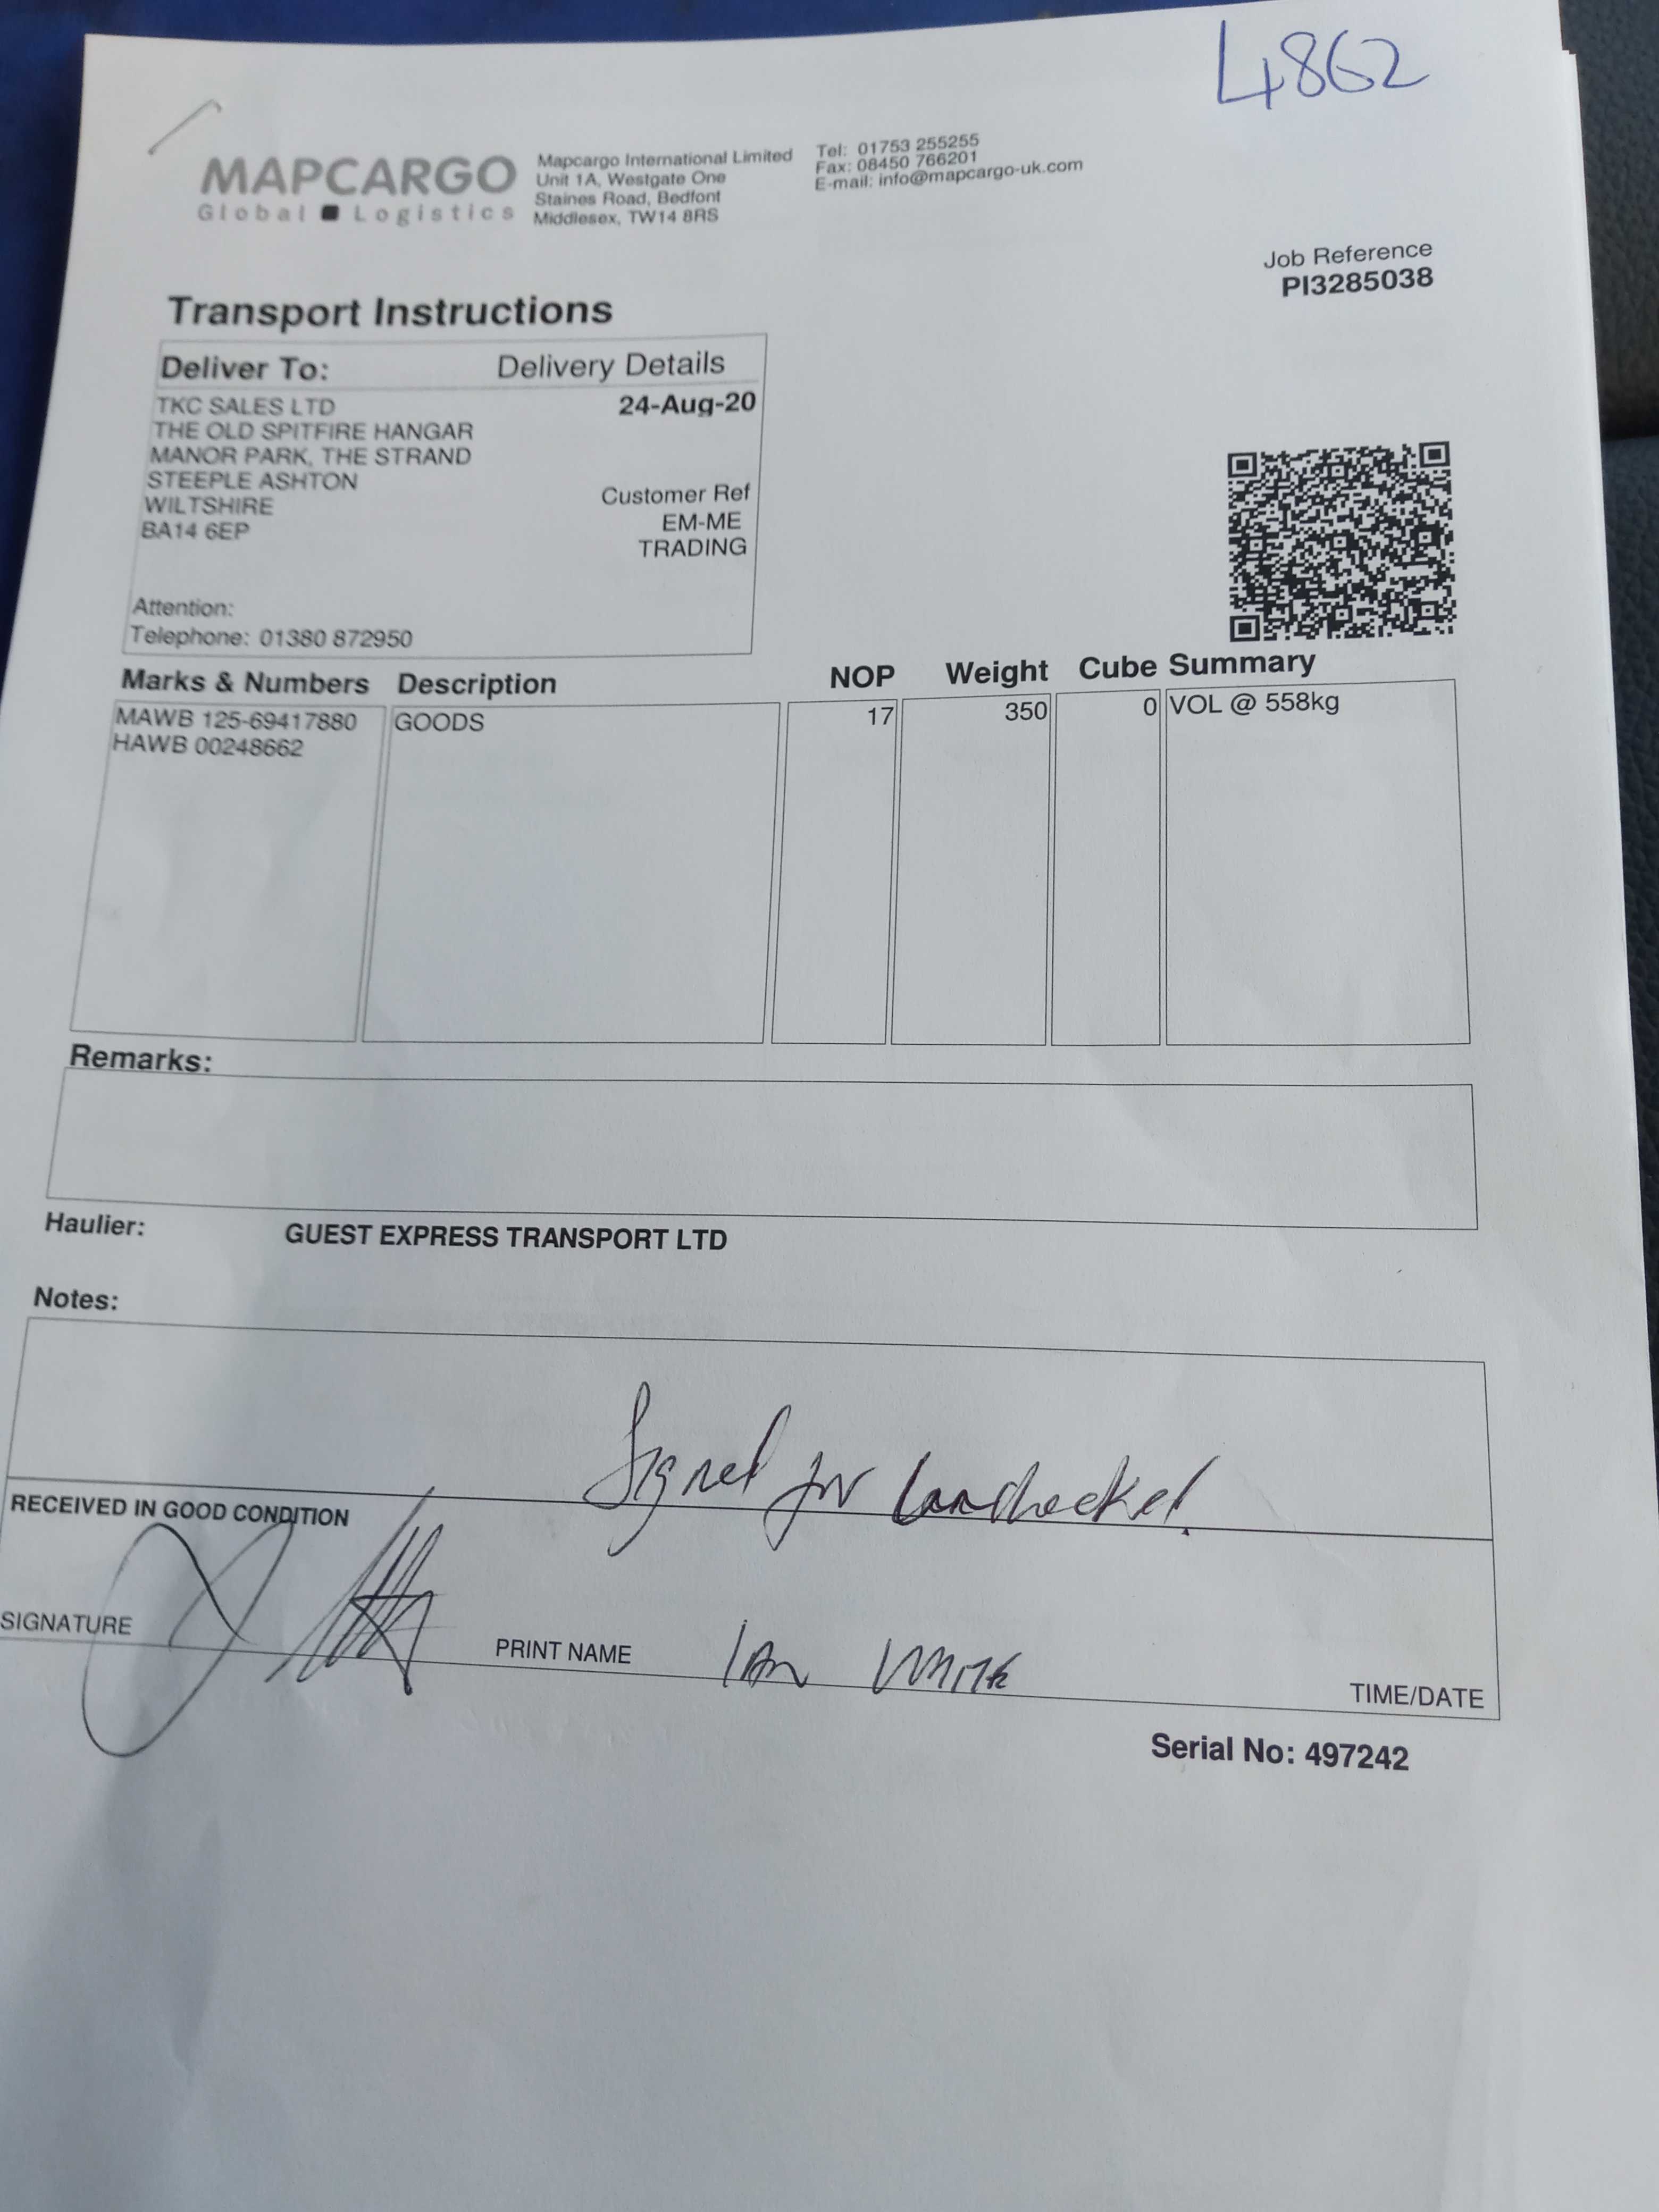 L4862
MAPCARGO
Global Logistics
Mapcargo International Limited
Unit 1A, Westgate One
Staines Road, Bedfont
Middlesex, TW14 8RS
Tel: 01753 255255
Fax: 08450 766201
E-mail: info@mapcargo-uk.com
Job Reference
PI3285038
Transport Instructions
Deliver To: Delivery Details
TKC SALES LTD 24-Aug-20
THE OLD SPITFIRE HANGAR
MANOR PARK, THE STRAND
STEEPLE ASHTON
WILTSHIRE
BA14 6EP
Customer Ref
EM-ME
TRADING
Attention:
Telephone: 01380 872950
Marks & Numbers Description NOP Weight Cube Summary
MAWB 125-69417880 GOODS 17 350 0 VOL @ 558kg
HAWB 00248662
Remarks:
Haulier: GUEST EXPRESS TRANSPORT LTD
Notes:
Signed for
RECEIVED IN GOOD CONDITION
SIGNATURE PRINT NAME Ian TIME/DATE
Serial No: 497242